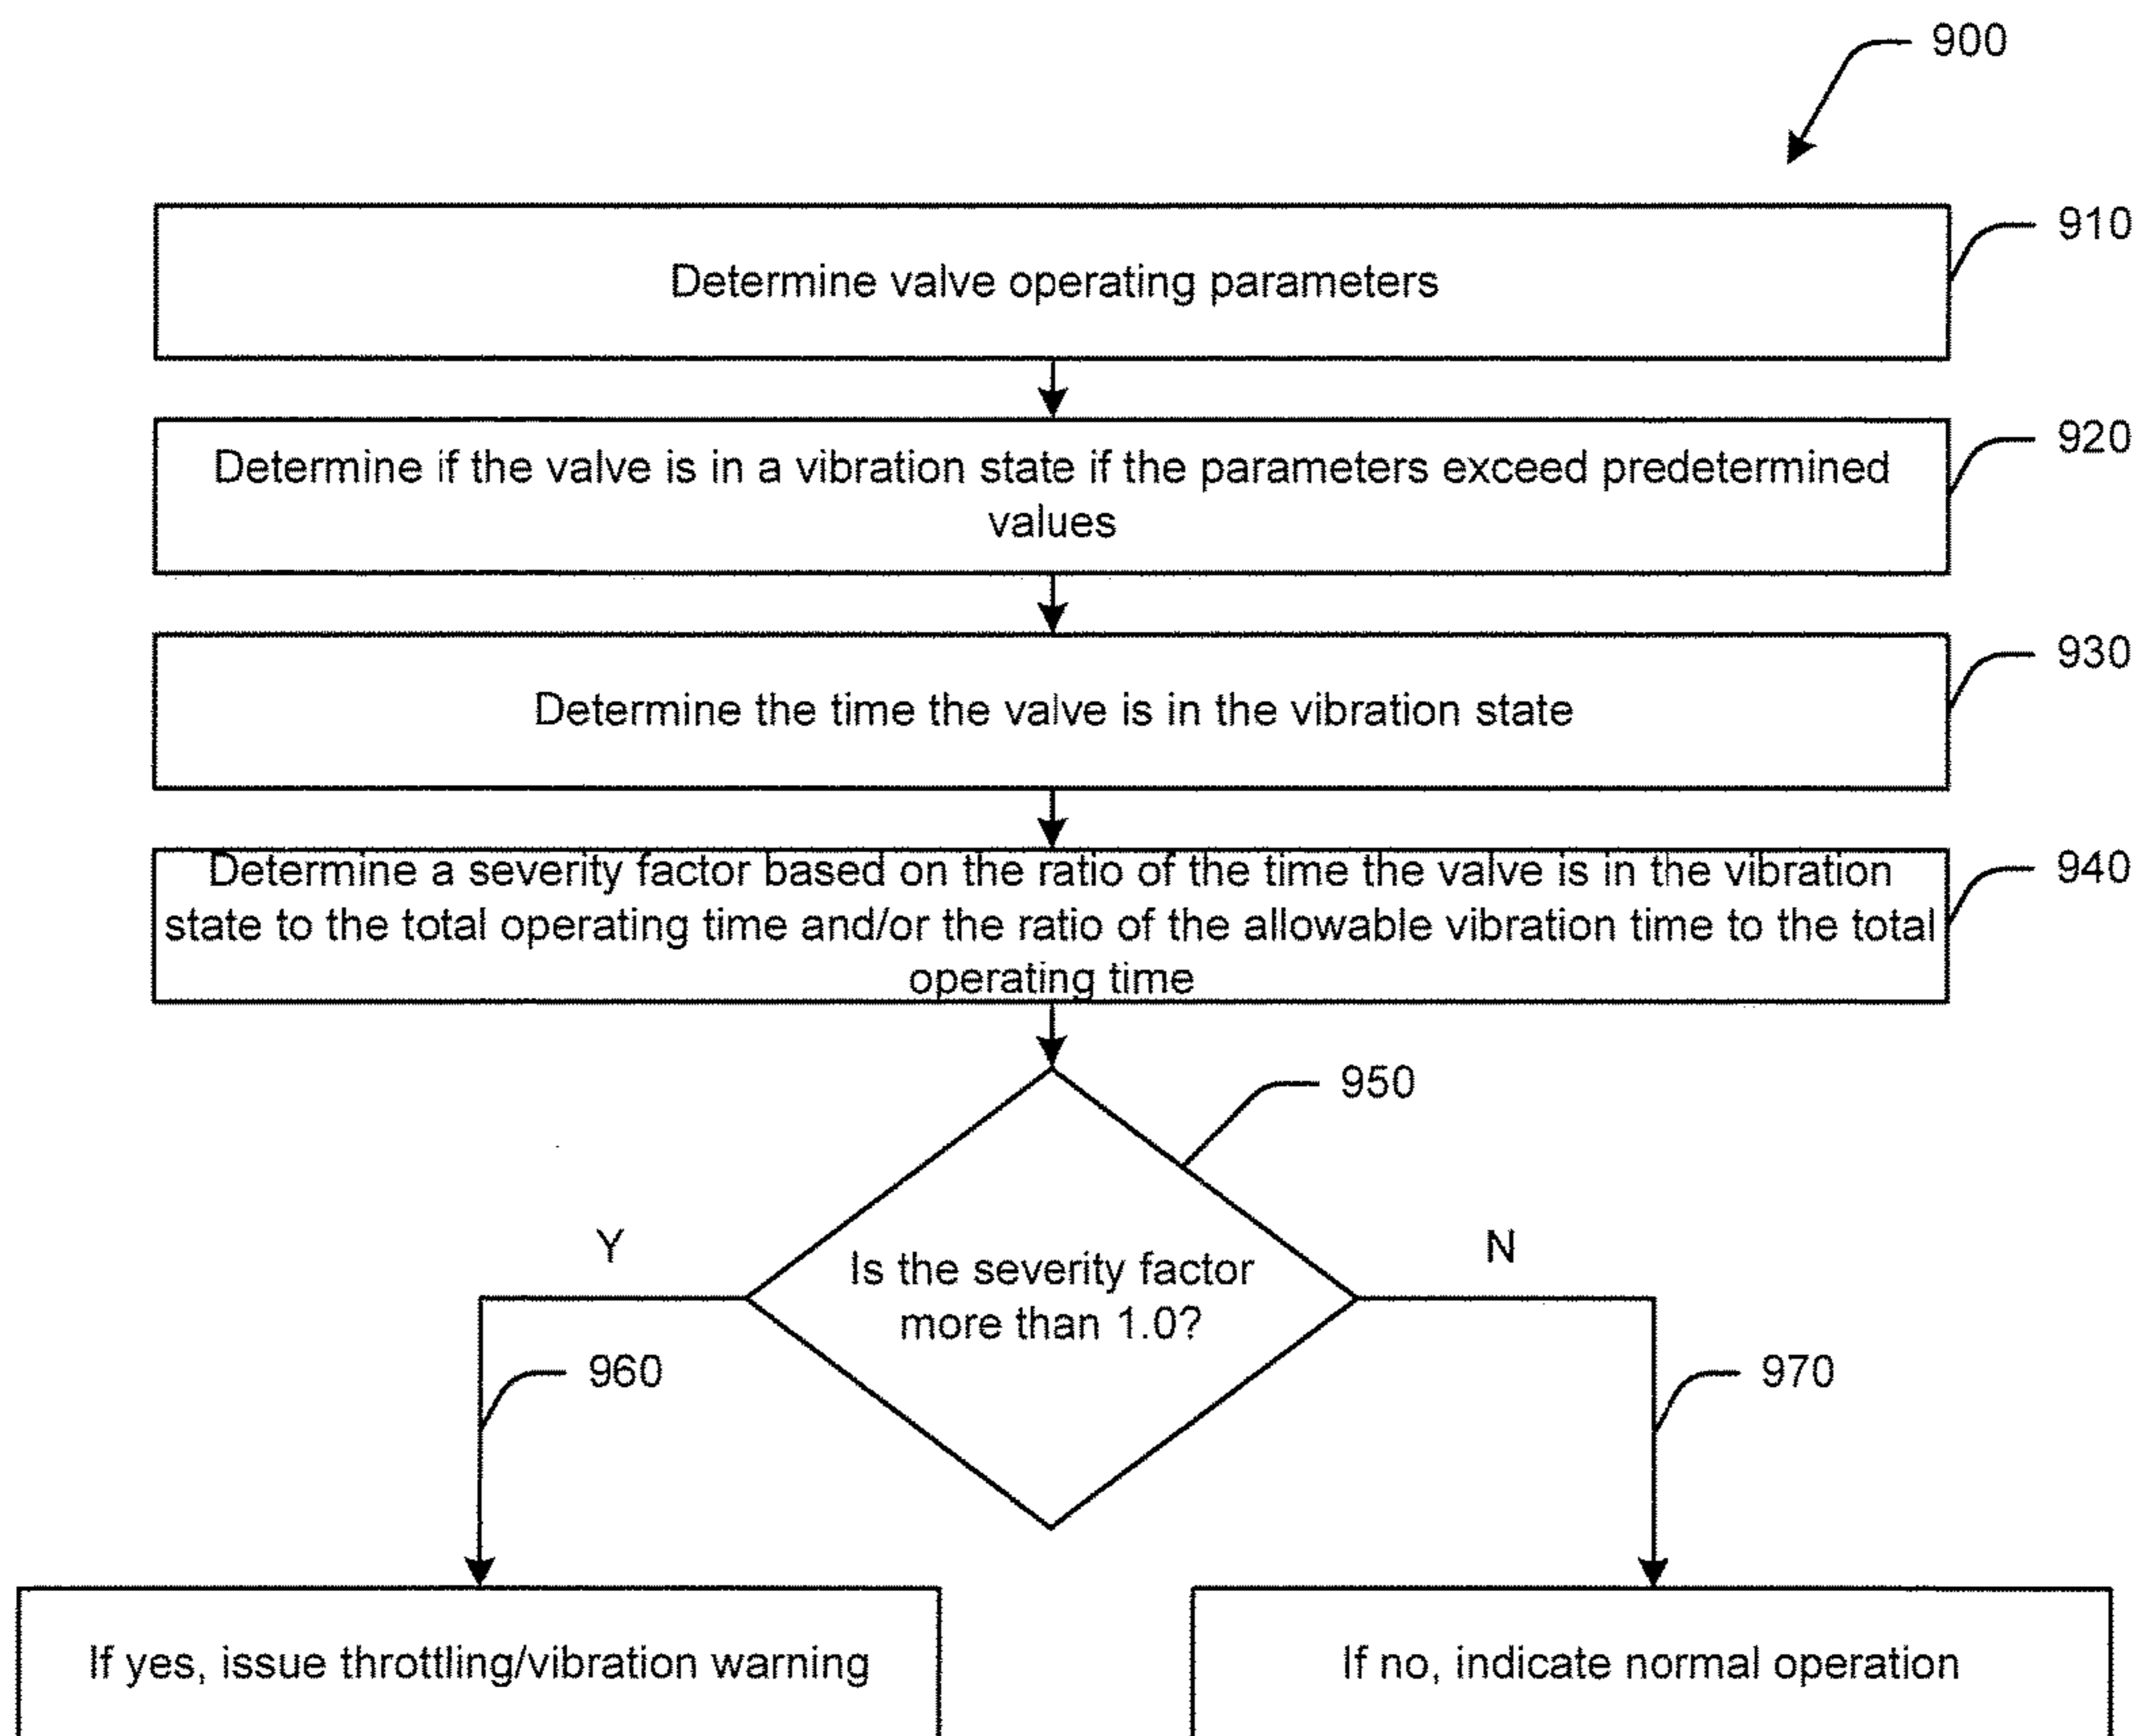 900
910
Determine valve operating parameters
920
Determine if the valve is in a vibration state if the parameters exceed predetermined
values
930
Determine the time the valve is in the vibration state
940
Determine a severity factor based on the ratio of the time the valve is in the vibration
state to the total operating time and/or the ratio of the allowable vibration time to the total
operating time
950
Y
N
Is the severity factor
more than 1.0?
960
970
If yes, issue throttling/vibration warning
If no, indicate normal operation